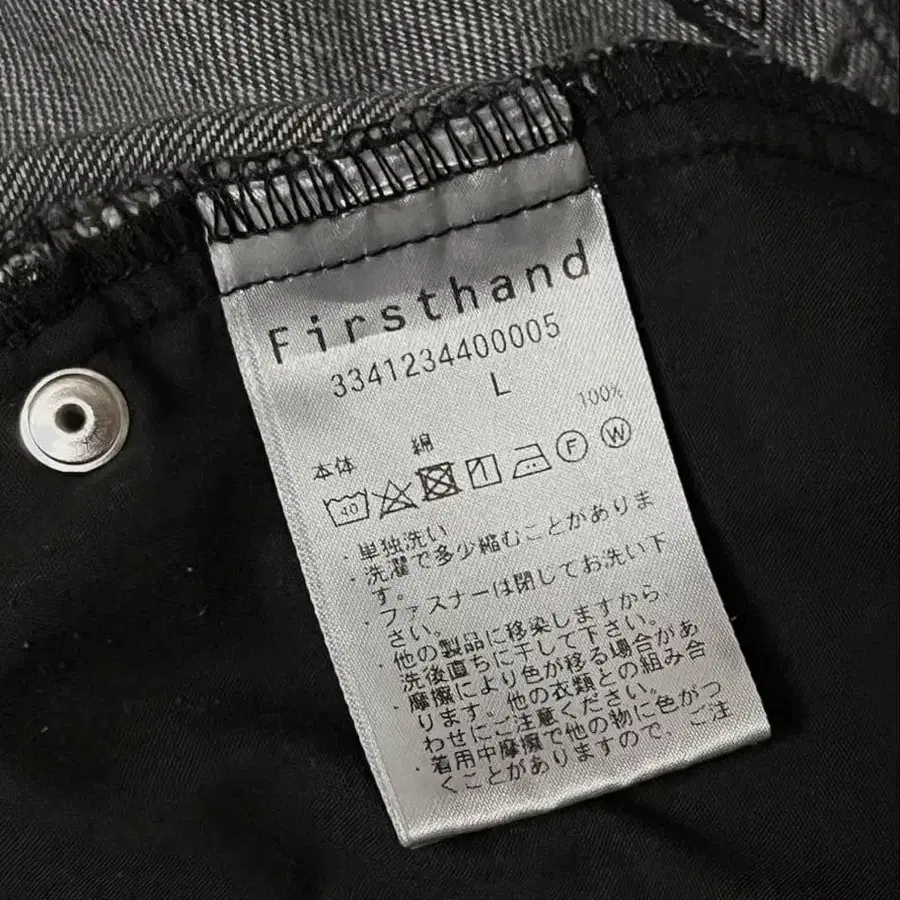 Firsthand
3341234400005
L
本体 綿 100%
40 F W
・単独洗い
・洗濯で多少縮むことがありま
す。
・ファスナーは閉じてお洗い下
さい。
・他の製品に移染しますから、
洗後直ちに干して下さい。
・摩擦により色が移る場合があ
ります。他の衣類との組み合
わせにご注意ください。
・着用中摩擦で他の物に色がつ
くことがありますので、ご注